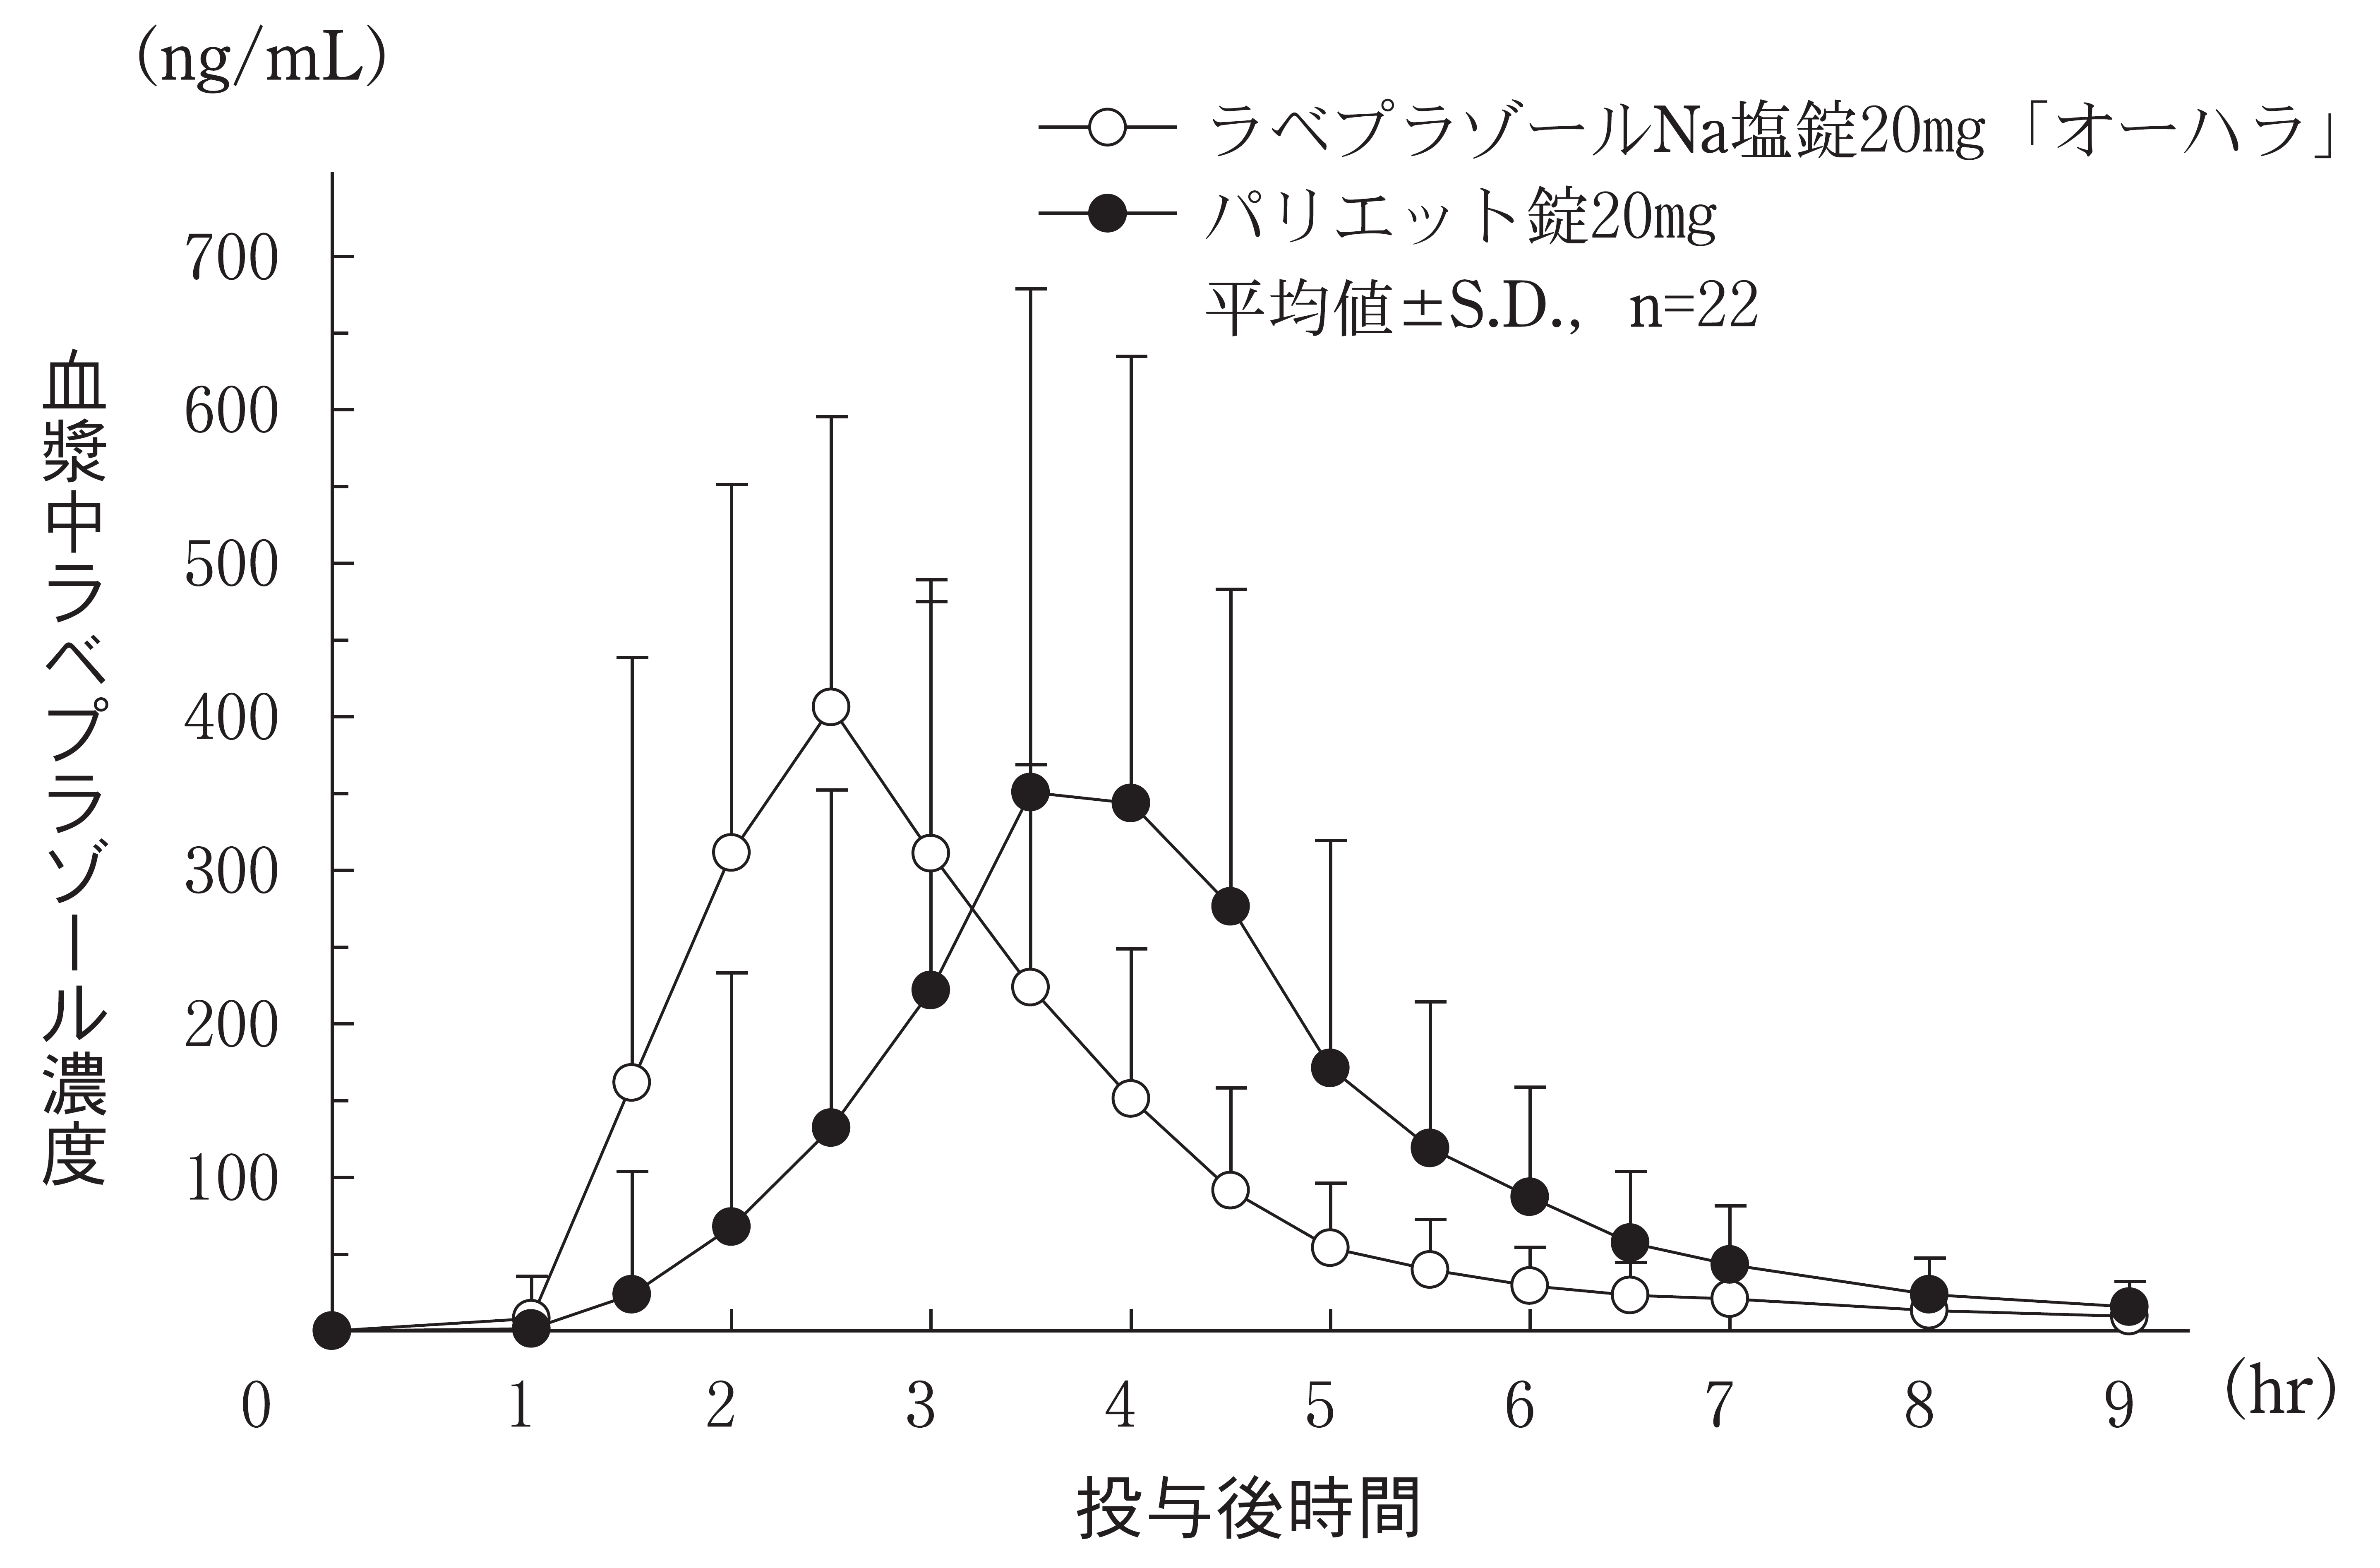 (ng/mL)
ラベプラゾールNa塩錠20mg「オーハラ」
パリエット錠20mg
平均値±S.D., n=22
血漿中ラベプラゾール濃度
700
600
500
400
300
200
100
0 1 2 3 4 5 6 7 8 9 (hr)
投与後時間